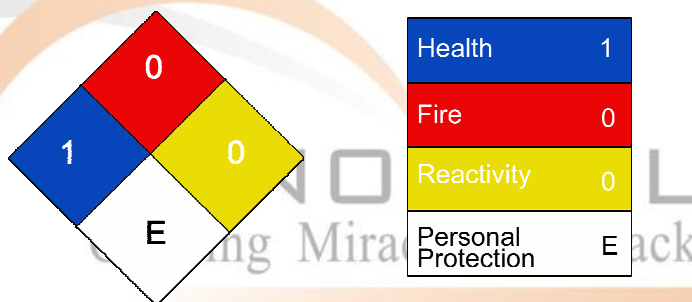 0
1
0
E
Health 1
Fire 0
Reactivity 0
Personal
Protection E